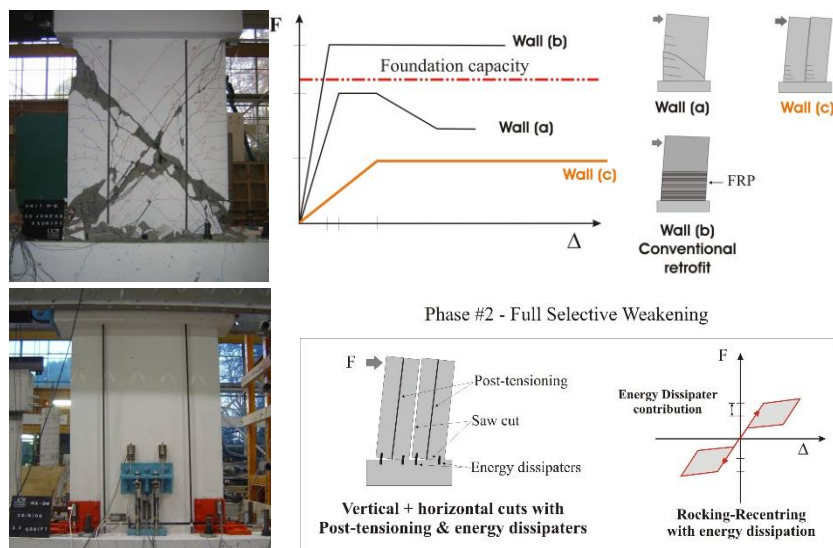 F
Wall (b)
Foundation capacity
Wall (a)
Wall (c)
Δ
Wall (a)
Wall (c)
FRP
Wall (b)
Conventional
retrofit
Phase #2 - Full Selective Weakening
F
Post-tensioning
Saw cut
Energy dissipaters
Vertical + horizontal cuts with
Post-tensioning & energy dissipaters
F
Energy Dissipater
contribution
Δ
Rocking-Recentring
with energy dissipation